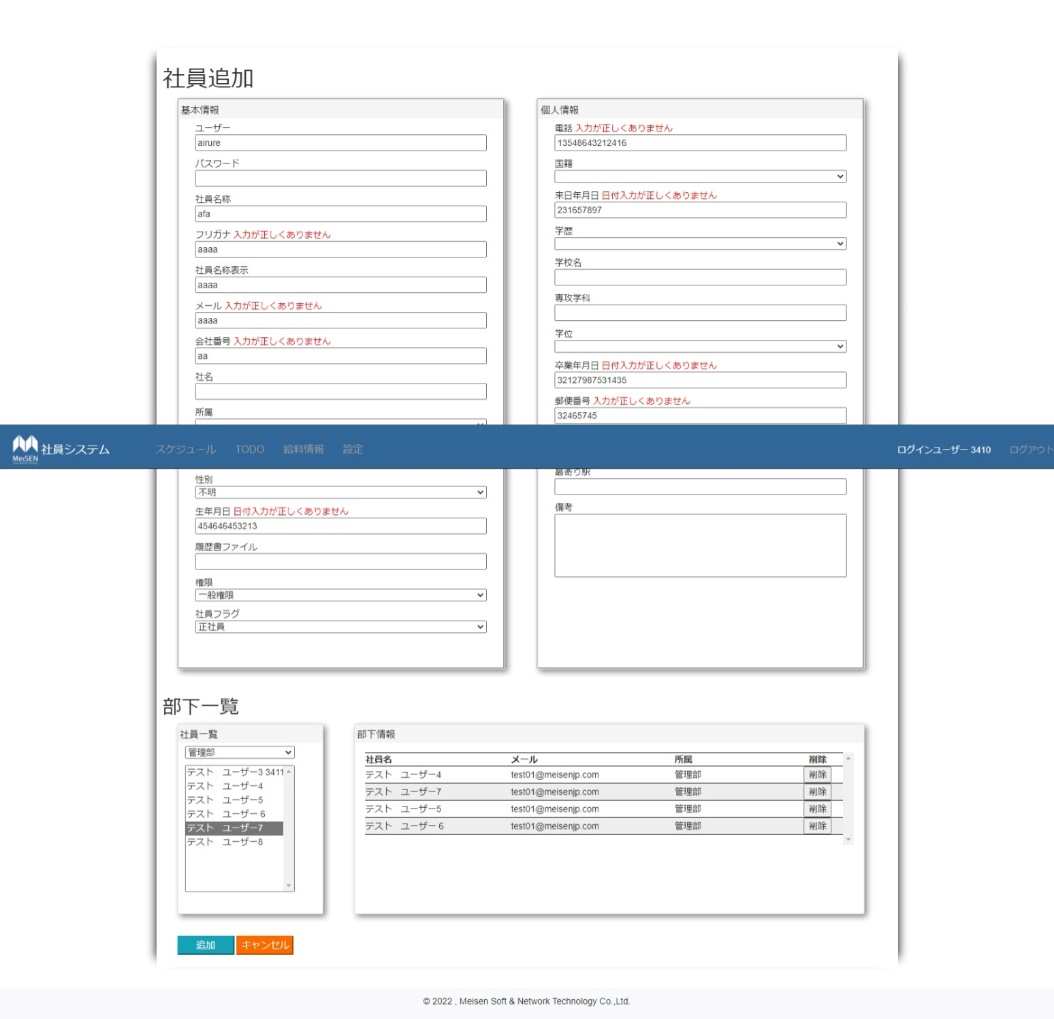 社員追加
基本情報
ユーザー
airure
パスワード
社員名称
afa
フリガナ 入力が正しくありません
aaaa
社員名称表示
aaaa
メール 入力が正しくありません
aaaa
会社番号 入力が正しくありません
aa
社名
所属
個人情報
電話 入力が正しくありません
13548643212416
国籍
来日年月日 日付入力が正しくありません
231657897
学歴
学校名
専攻学科
学位
卒業年月日 日付入力が正しくありません
32127987531435
郵便番号 入力が正しくありません
32465745
MeiSEN 社員システム スケジュール TODO 給料情報 設定 ログインユーザー 3410 ログアウト
性別
不明
生年月日 日付入力が正しくありません
454646453213
履歴書ファイル
権限
一般権限
社員フラグ
正社員
最寄り駅
備考
部下一覧
社員一覧
管理部
テスト ユーザー3 3411
テスト ユーザー4
テスト ユーザー5
テスト ユーザー 6
テスト ユーザー7
テスト ユーザー8
部下情報
社員名 メール 所属 削除
テスト ユーザー4 test01@meisenjp.com 管理部 削除
テスト ユーザー7 test01@meisenjp.com 管理部 削除
テスト ユーザー5 test01@meisenjp.com 管理部 削除
テスト ユーザー 6 test01@meisenjp.com 管理部 削除
追加 キャンセル
© 2022 , Meisen Soft & Network Technology Co.,Ltd.